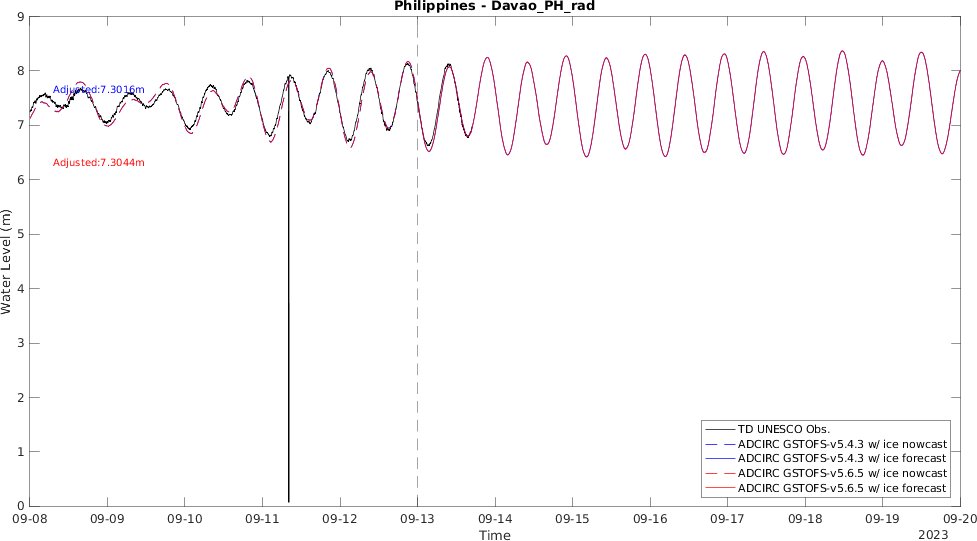 Philippines - Davao_PH_rad
9
8
7
6
5
4
3
2
1
0
Water Level (m)
Adjusted:7.3016m
Adjusted:7.3044m
TD UNESCO Obs.
ADCIRC GSTOFS-v5.4.3 w/ ice nowcast
ADCIRC GSTOFS-v5.4.3 w/ ice forecast
ADCIRC GSTOFS-v5.6.5 w/ ice nowcast
ADCIRC GSTOFS-v5.6.5 w/ ice forecast
09-08 09-09 09-10 09-11 09-12 09-13 09-14 09-15 09-16 09-17 09-18 09-19 09-20
Time
2023